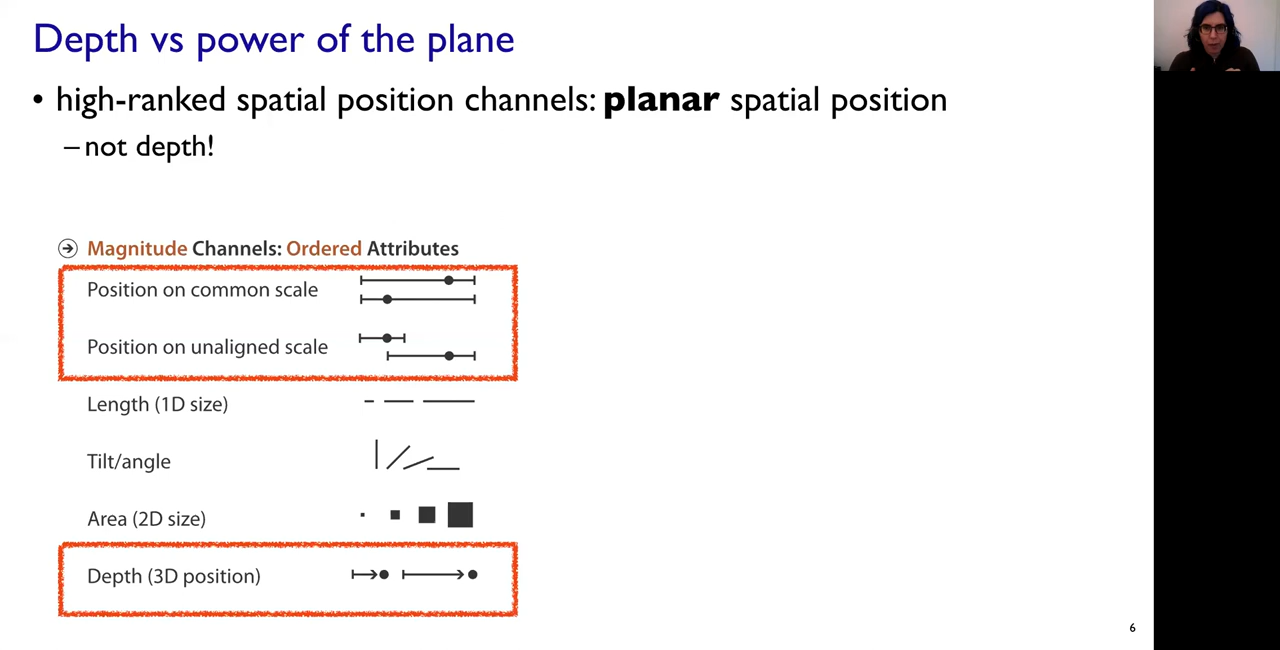 Depth vs power of the plane
• high-ranked spatial position channels: planar spatial position
– not depth!
Magnitude Channels: Ordered Attributes
Position on common scale
Position on unaligned scale
Length (1D size)
Tilt/angle
Area (2D size)
Depth (3D position)
6